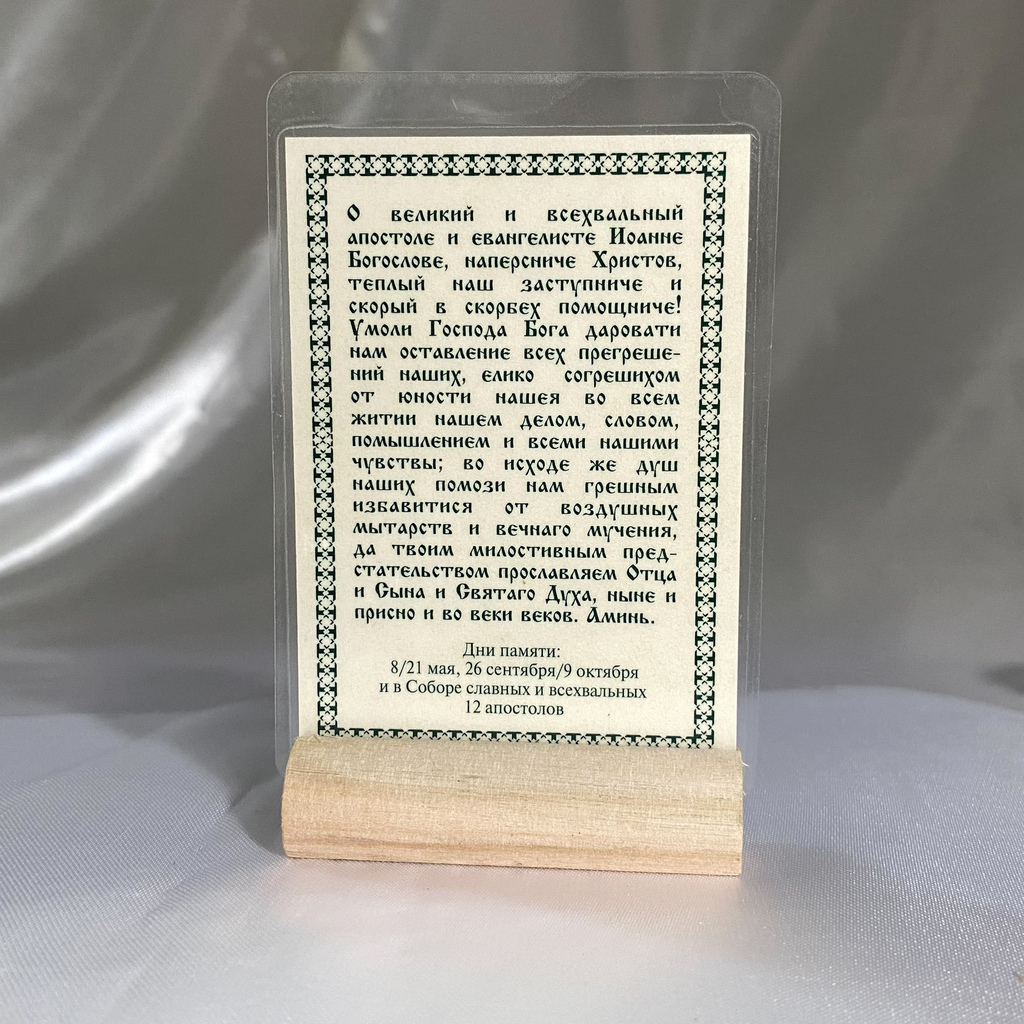 О великий и всехвальный
апостоле и евангелисте Иоанне
Богослове, наперсниче Христов,
теплый наш заступниче и
скорый в скорбех помощниче!
Умоли Господа Бога даровати
нам оставление всех прегреше-
ний наших, елико согрешихом
от юности нашея во всем
житии нашем делом, словом,
помышлением и всеми нашими
чувствы; во исходе же душ
наших помози нам грешным
избавитися от воздушных
мытарств и вечнаго мучения,
да твоим милостивным пред-
стательством прославляем Отца
и Сына и Святаго Духа, ныне и
присно и во веки веков. Аминь.
Дни памяти:
8/21 мая, 26 сентября/9 октября
и в Соборе славных и всехвальных
12 апостолов